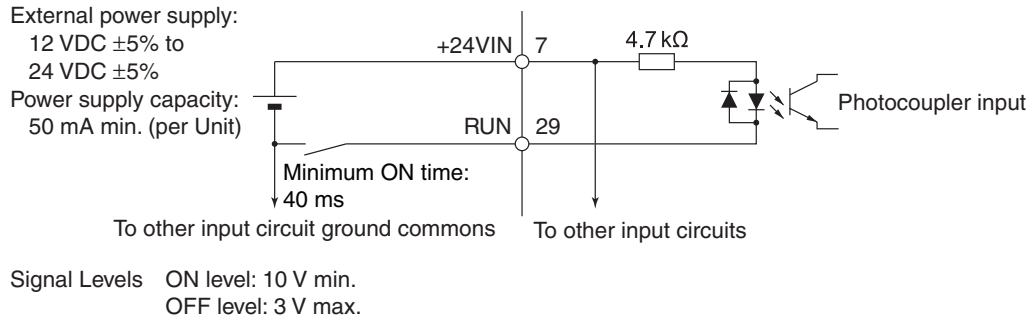 External power supply:
12 VDC ±5% to
24 VDC ±5%
Power supply capacity:
50 mA min. (per Unit)
+24VIN 7
4.7 kΩ
Photocoupler input
RUN 29
Minimum ON time:
40 ms
To other input circuit ground commons
To other input circuits
Signal Levels ON level: 10 V min.
OFF level: 3 V max.